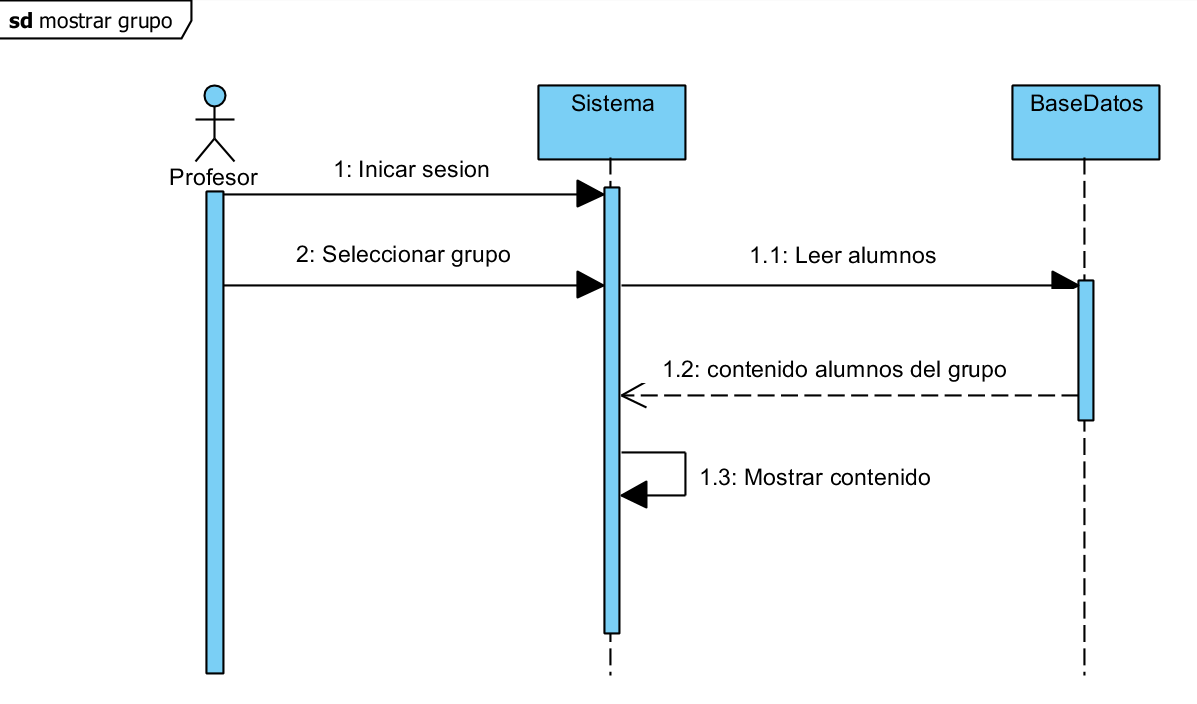 sd mostrar grupo
Sistema
BaseDatos
Profesor
1: Inicar sesion
2: Seleccionar grupo
1.1: Leer alumnos
1.2: contenido alumnos del grupo
1.3: Mostrar contenido